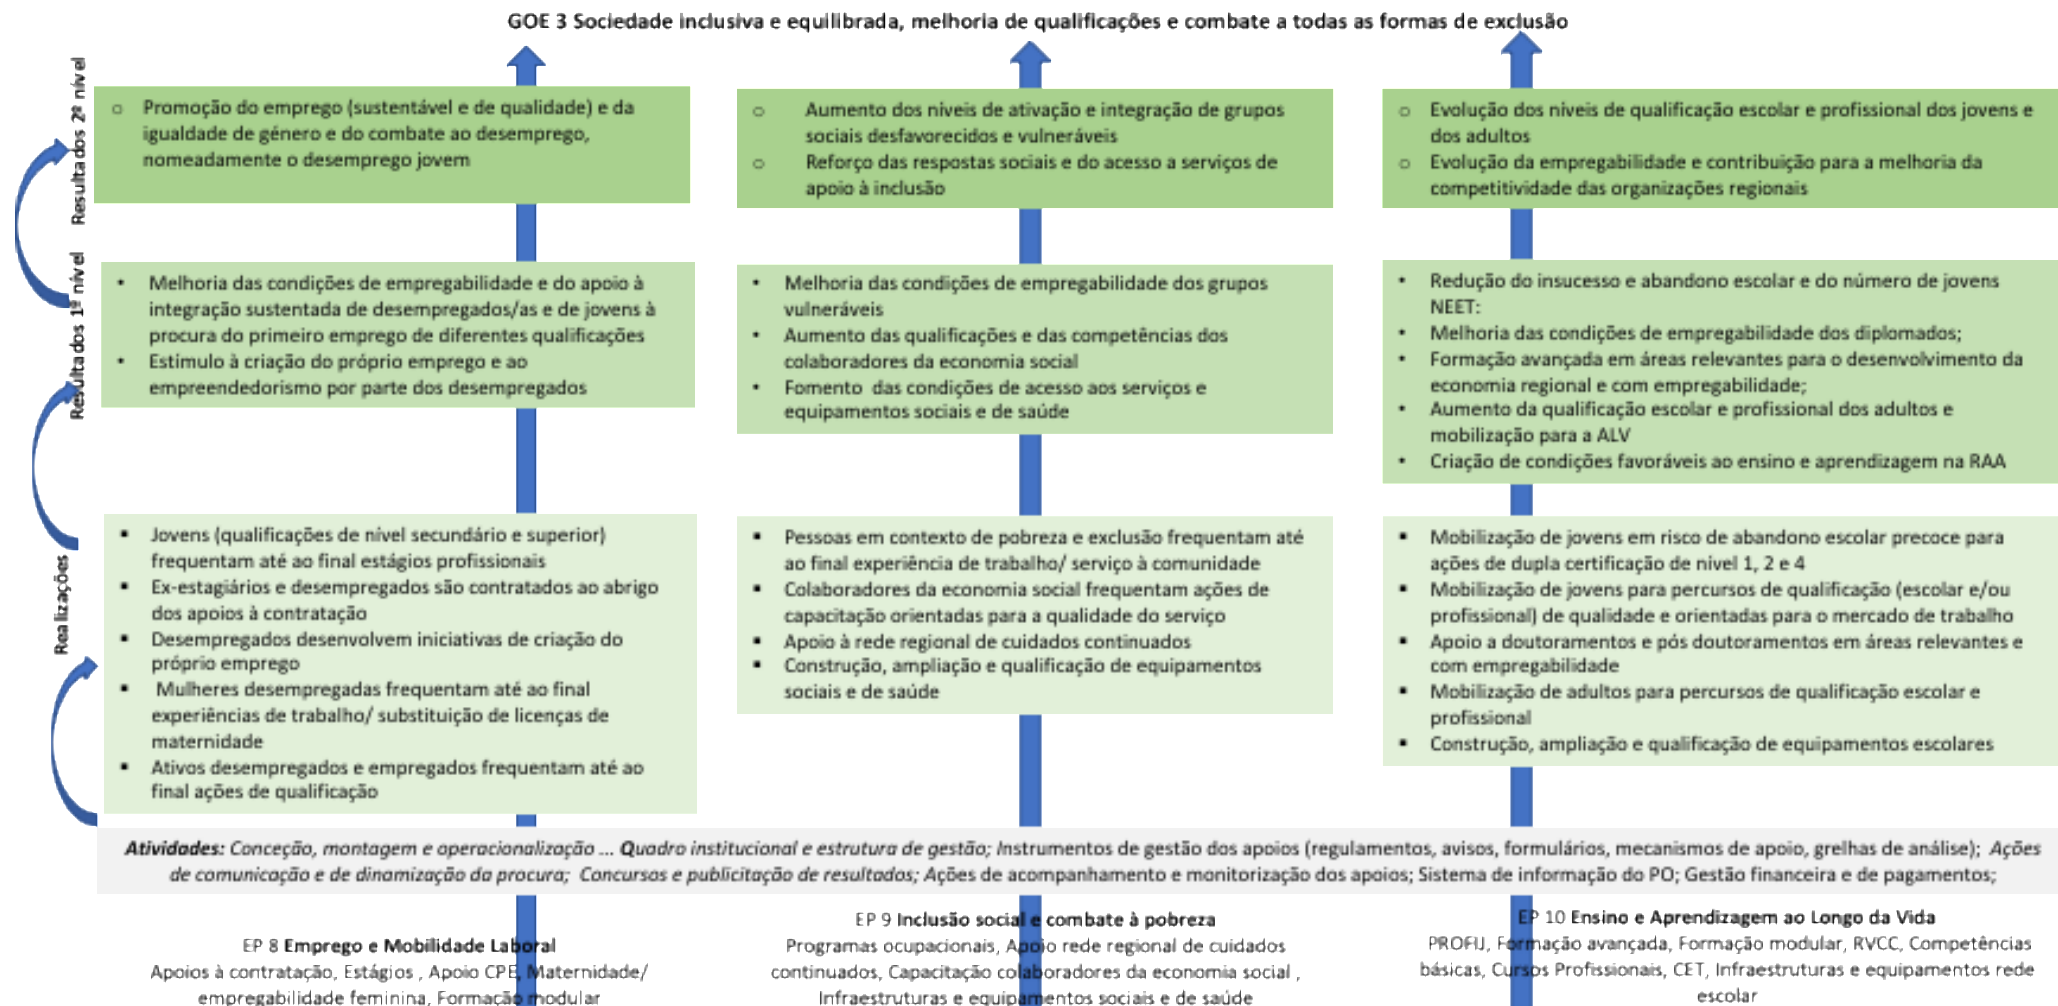 GOE 3 Sociedade inclusiva e equilibrada, melhoria de qualificações e combate a todas as formas de exclusão
Resultados 2º nível
o Promoção do emprego (sustentável e de qualidade) e da
igualdade de género e do combate ao desemprego,
nomeadamente o desemprego jovem
o Aumento dos níveis de ativação e integração de grupos
sociais desfavorecidos e vulneráveis
o Reforço das respostas sociais e do acesso a serviços de
apoio à inclusão
o Evolução dos níveis de qualificação escolar e profissional dos jovens e
dos adultos
o Evolução da empregabilidade e contribuição para a melhoria da
competitividade das organizações regionais
Resultados 1º nível
• Melhoria das condições de empregabilidade e do apoio à
integração sustentada de desempregados/as e de jovens à
procura do primeiro emprego de diferentes qualificações
• Estímulo à criação do próprio emprego e ao
empreendedorismo por parte dos desempregados
• Melhoria das condições de empregabilidade dos grupos
vulneráveis
• Aumento das qualificações e das competências dos
colaboradores da economia social
• Fomento das condições de acesso aos serviços e
equipamentos sociais e de saúde
• Redução do insucesso e abandono escolar e do número de jovens
NEET:
• Melhoria das condições de empregabilidade dos diplomados;
• Formação avançada em áreas relevantes para o desenvolvimento da
economia regional e com empregabilidade;
• Aumento da qualificação escolar e profissional dos adultos e
mobilização para a ALV
• Criação de condições favoráveis ao ensino e aprendizagem na RAA
Realizações
▪ Jovens (qualificações de nível secundário e superior)
frequentam até ao final estágios profissionais
▪ Ex-estagiários e desempregados são contratados ao abrigo
dos apoios à contratação
▪ Desempregados desenvolvem iniciativas de criação do
próprio emprego
▪ Mulheres desempregadas frequentam até ao final
experiências de trabalho/ substituição de licenças de
maternidade
▪ Ativos desempregados e empregados frequentam até ao
final ações de qualificação
▪ Pessoas em contexto de pobreza e exclusão frequentam até
ao final experiência de trabalho/ serviço à comunidade
▪ Colaboradores da economia social frequentam ações de
capacitação orientadas para a qualidade do serviço
▪ Apoio à rede regional de cuidados continuados
▪ Construção, ampliação e qualificação de equipamentos
sociais e de saúde
▪ Mobilização de jovens em risco de abandono escolar precoce para
ações de dupla certificação de nível 1, 2 e 4
▪ Mobilização de jovens para percursos de qualificação (escolar e/ou
profissional) de qualidade e orientadas para o mercado de trabalho
▪ Apoio a doutoramentos e pós doutoramentos em áreas relevantes e
com empregabilidade
▪ Mobilização de adultos para percursos de qualificação escolar e
profissional
▪ Construção, ampliação e qualificação de equipamentos escolares
Atividades: Conceção, montagem e operacionalização ... Quadro institucional e estrutura de gestão; Instrumentos de gestão dos apoios (regulamentos, avisos, formulários, mecanismos de apoio, grelhas de análise); Ações
de comunicação e de dinamização da procura; Concursos e publicitação de resultados; Ações de acompanhamento e monitorização dos apoios; Sistema de informação do PO; Gestão financeira e de pagamentos;
EP 8 Emprego e Mobilidade Laboral
Apoios à contratação, Estágios , Apoio CPE, Maternidade/
empregabilidade feminina, Formação modular
EP 9 Inclusão social e combate à pobreza
Programas ocupacionais, Apoio rede regional de cuidados
continuados, Capacitação colaboradores da economia social ,
Infraestruturas e equipamentos sociais e de saúde
EP 10 Ensino e Aprendizagem ao Longo da Vida
PROFIJ, Formação avançada, Formação modular, RVCC, Competências
básicas, Cursos Profissionais, CET, Infraestruturas e equipamentos rede
escolar